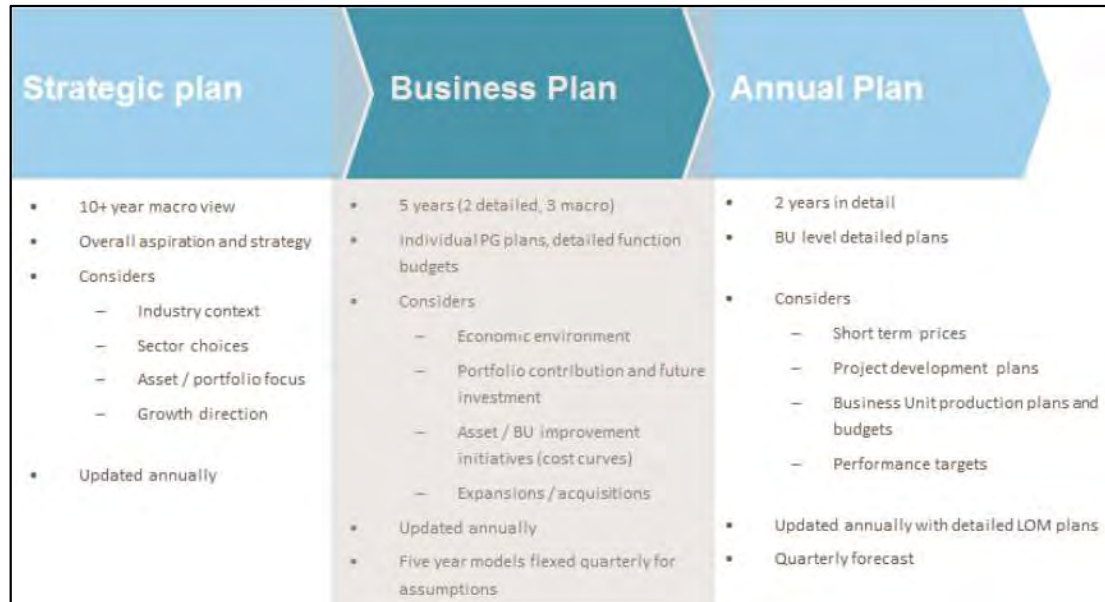 Strategic plan
• 10+ year macro view
• Overall aspiration and strategy
• Considers
– Industry context
– Sector choices
– Asset / portfolio focus
– Growth direction
• Updated annually
Business Plan
• 5 years (2 detailed, 3 macro)
• Individual PG plans, detailed function
budgets
• Considers
– Economic environment
– Portfolio contribution and future
investment
– Asset / BU improvement
initiatives (cost curves)
– Expansions / acquisitions
• Updated annually
• Five year models flexed quarterly for
assumptions
Annual Plan
• 2 years in detail
• BU level detailed plans
• Considers
– Short term prices
– Project development plans
– Business Unit production plans and
budgets
– Performance targets
• Updated annually with detailed LOM plans
• Quarterly forecast